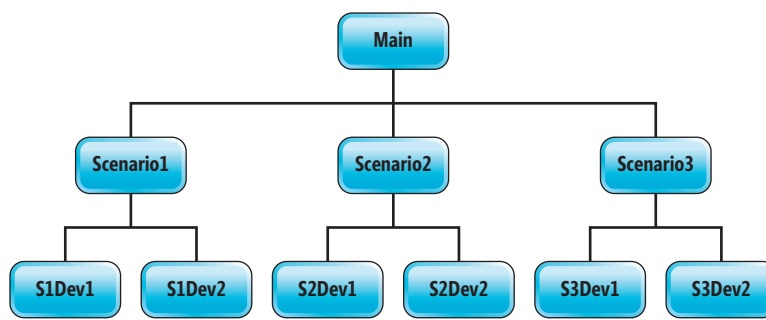 Main
Scenario1
Scenario2
Scenario3
S1Dev1
S1Dev2
S2Dev1
S2Dev2
S3Dev1
S3Dev2